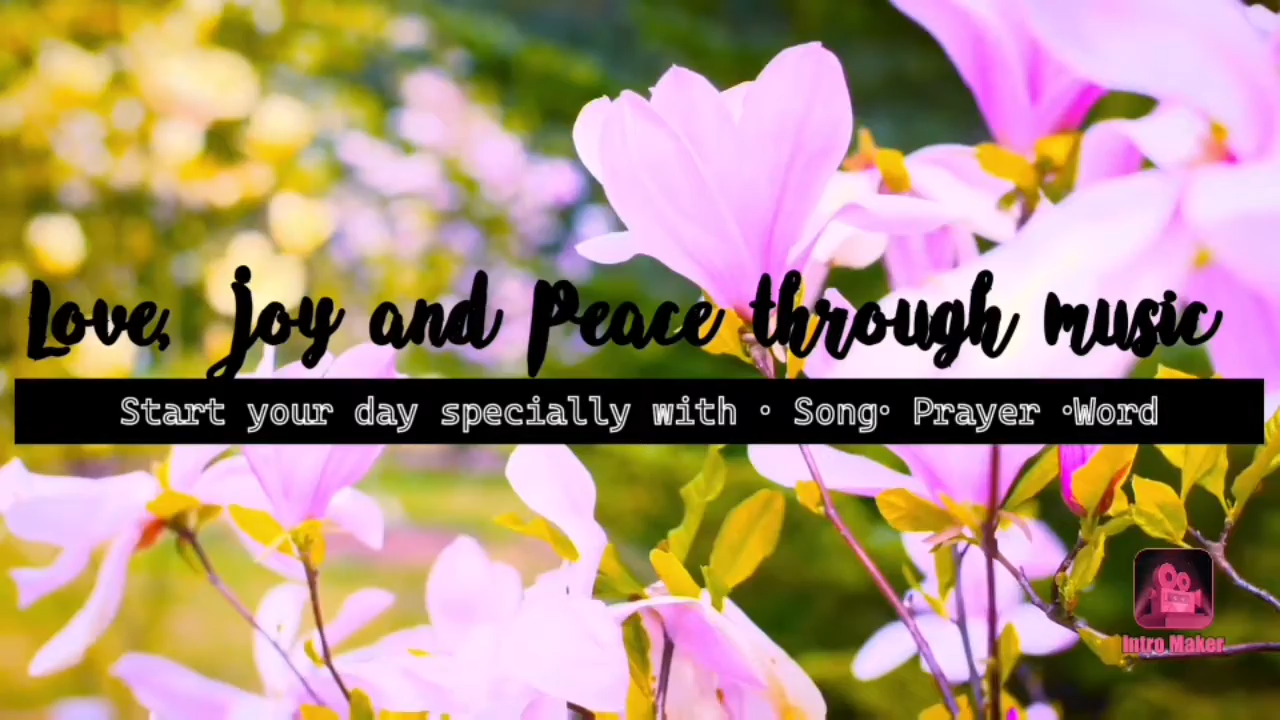 Love, Joy and Peace through music
Start your day specially with • Song• Prayer •Word
Intro Maker